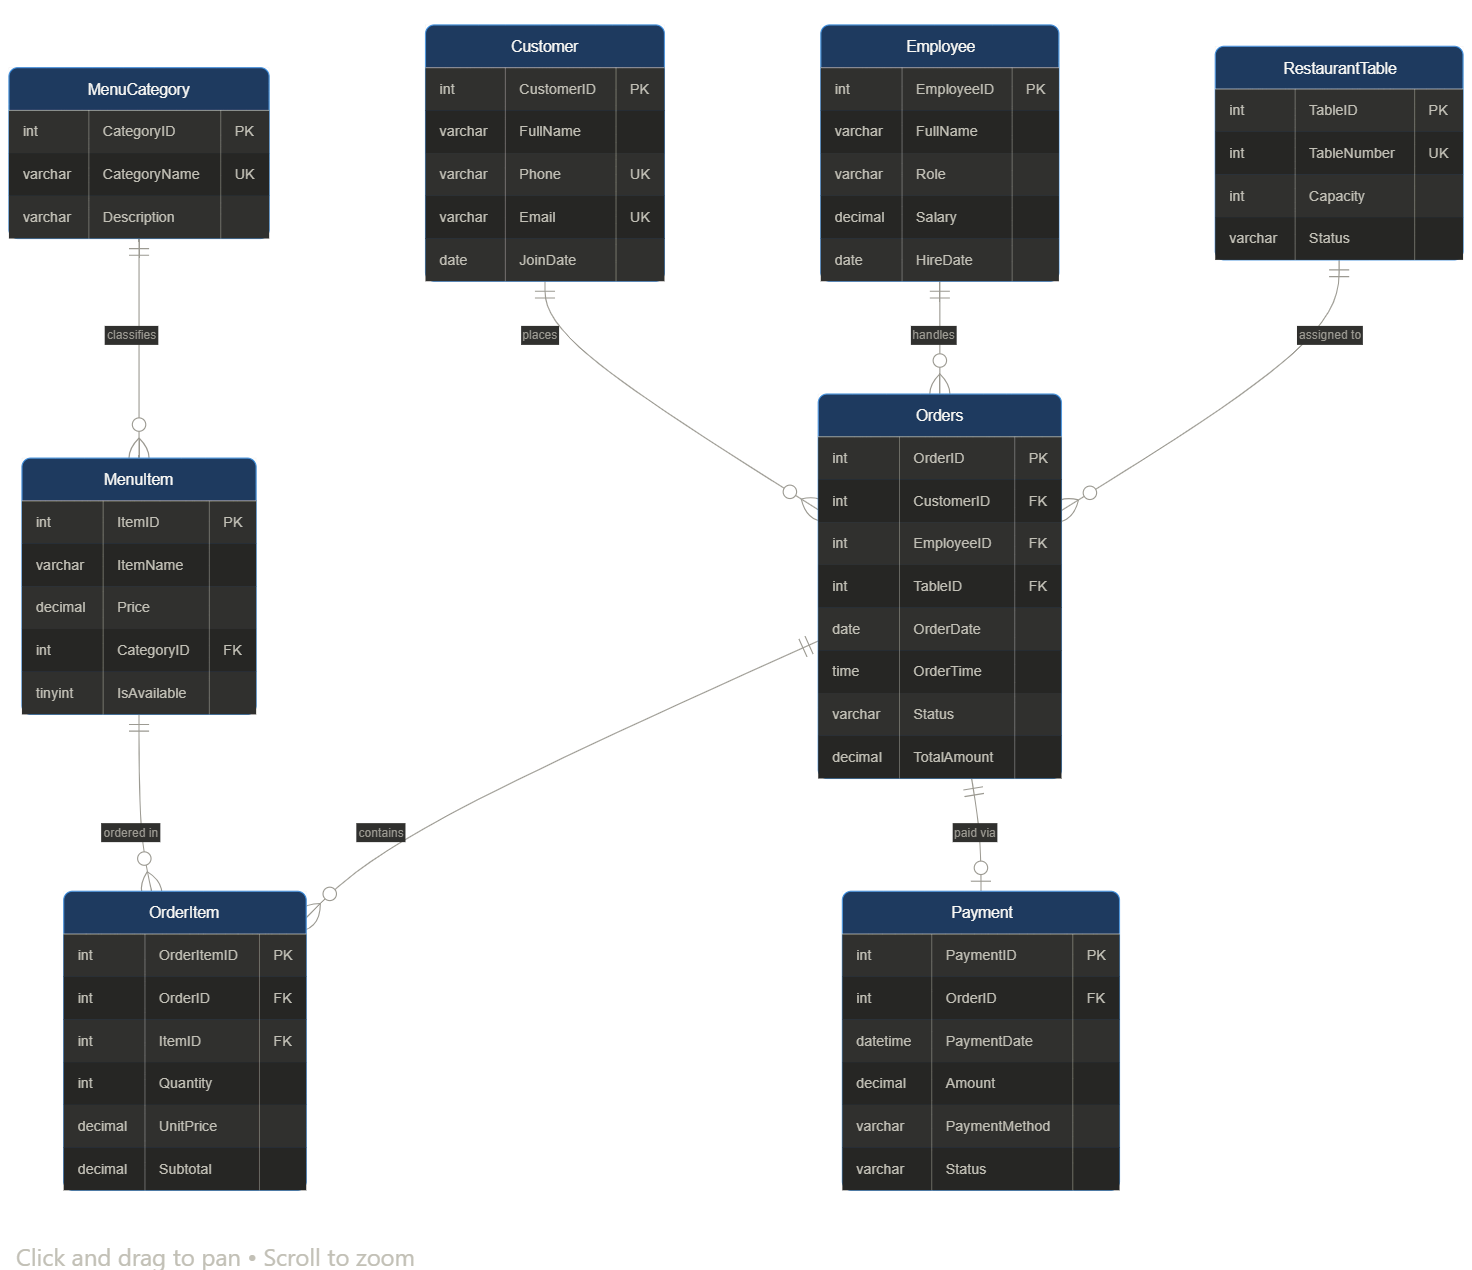 MenuCategory
int CategoryID PK
varchar CategoryName UK
varchar Description
Customer
int CustomerID PK
varchar FullName
varchar Phone UK
varchar Email UK
date JoinDate
Employee
int EmployeeID PK
varchar FullName
varchar Role
decimal Salary
date HireDate
RestaurantTable
int TableID PK
int TableNumber UK
int Capacity
varchar Status
classifies
places
handles
assigned to
MenuItem
int ItemID PK
varchar ItemName
decimal Price
int CategoryID FK
tinyint IsAvailable
Orders
int OrderID PK
int CustomerID FK
int EmployeeID FK
int TableID FK
date OrderDate
time OrderTime
varchar Status
decimal TotalAmount
ordered in
contains
paid via
OrderItem
int OrderItemID PK
int OrderID FK
int ItemID FK
int Quantity
decimal UnitPrice
decimal Subtotal
Payment
int PaymentID PK
int OrderID FK
datetime PaymentDate
decimal Amount
varchar PaymentMethod
varchar Status
Click and drag to pan • Scroll to zoom